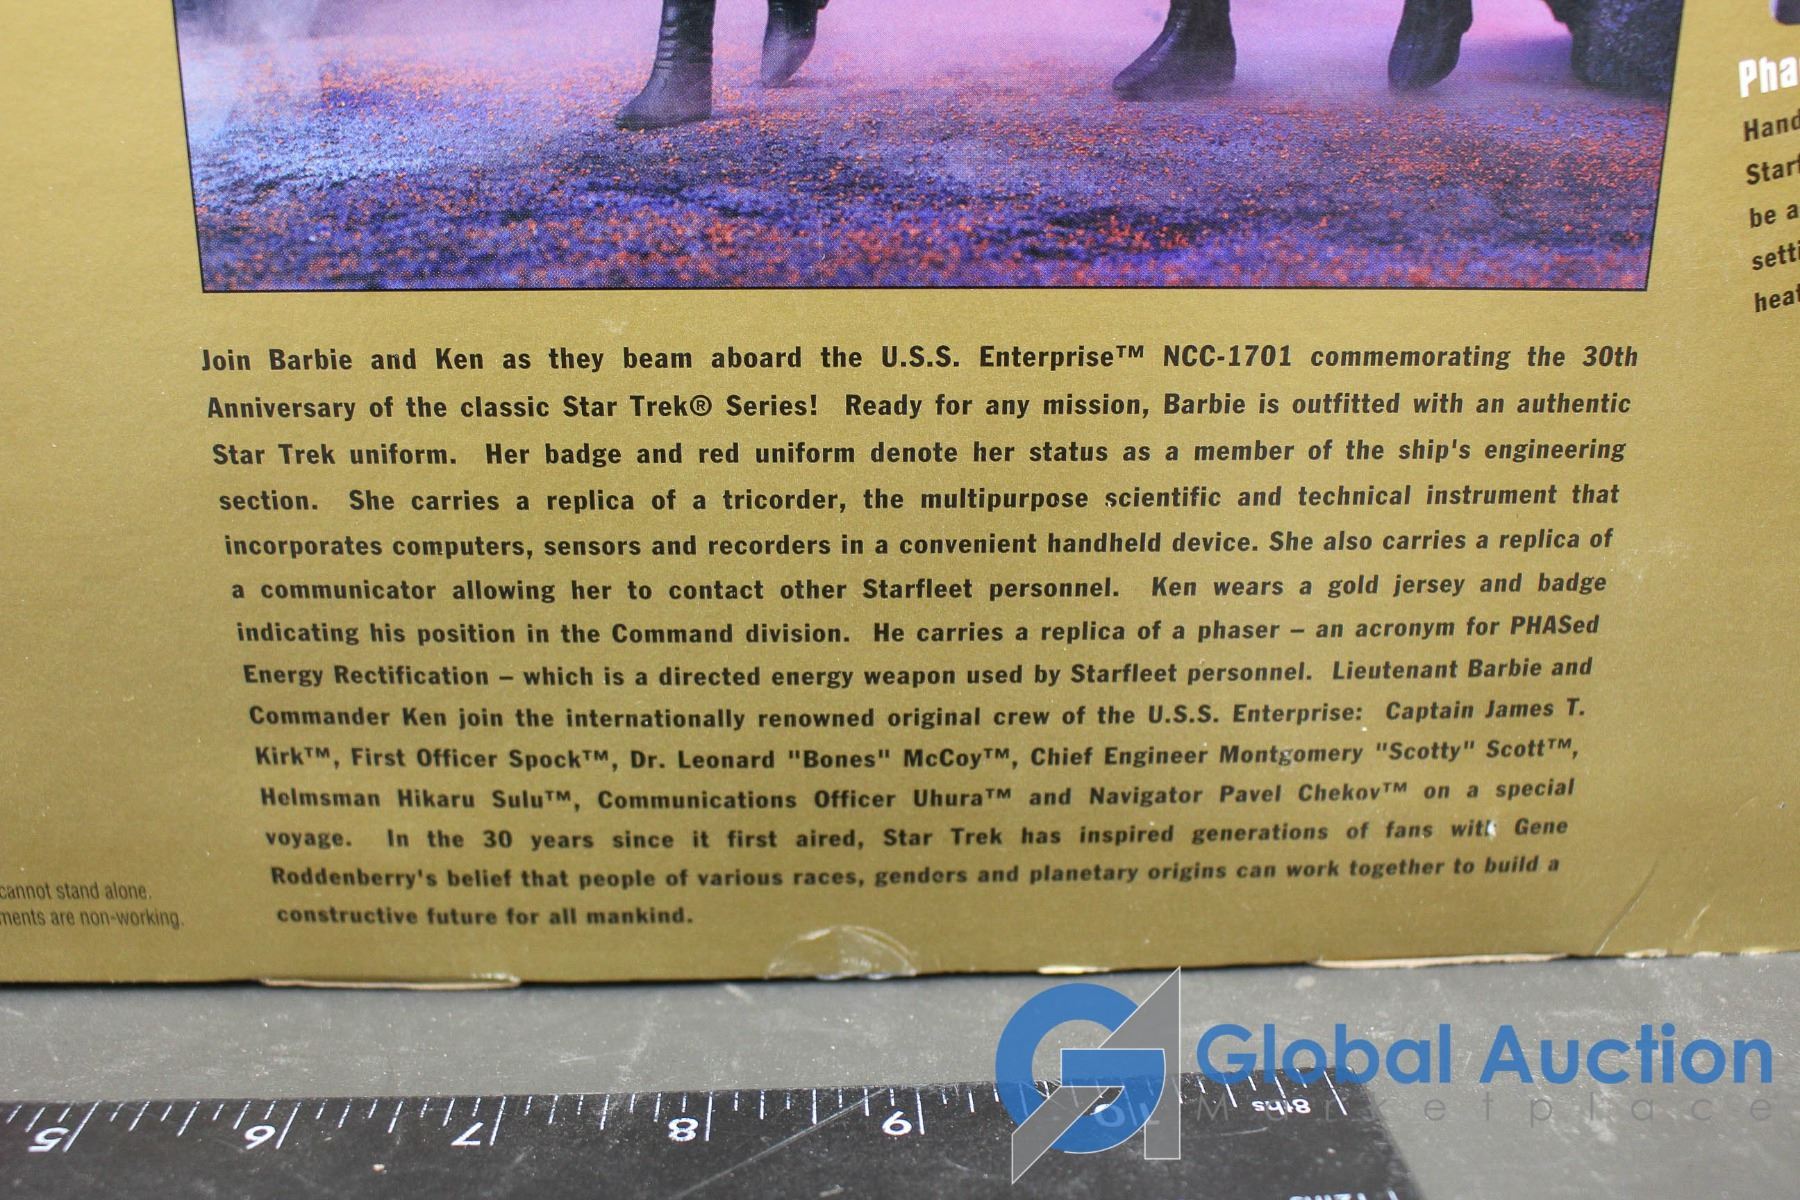 Join Barbie and Ken as they beam aboard the U.S.S. Enterprise™ NCC-1701 commemorating the 30th
Anniversary of the classic Star Trek® Series! Ready for any mission, Barbie is outfitted with an authentic
Star Trek uniform. Her badge and red uniform denote her status as a member of the ship's engineering
section. She carries a replica of a tricorder, the multipurpose scientific and technical instrument that
incorporates computers, sensors and recorders in a convenient handheld device. She also carries a replica of
a communicator allowing her to contact other Starfleet personnel. Ken wears a gold jersey and badge
indicating his position in the Command division. He carries a replica of a phaser – an acronym for PHASed
Energy Rectification – which is a directed energy weapon used by Starfleet personnel. Lieutenant Barbie and
Commander Ken join the internationally renowned original crew of the U.S.S. Enterprise: Captain James T.
Kirk™, First Officer Spock™, Dr. Leonard "Bones" McCoy™, Chief Engineer Montgomery "Scotty" Scott™,
Helmsman Hikaru Sulu™, Communications Officer Uhura™ and Navigator Pavel Chekov™ on a special
voyage. In the 30 years since it first aired, Star Trek has inspired generations of fans with Gene
Roddenberry's belief that people of various races, genders and planetary origins can work together to build a
constructive future for all mankind.
cannot stand alone.
ments are non-working.
Pha
Hand
Starf
be a
setti
heat
Global Auction
Marketplace
5 6 7 8 9 10 8ths